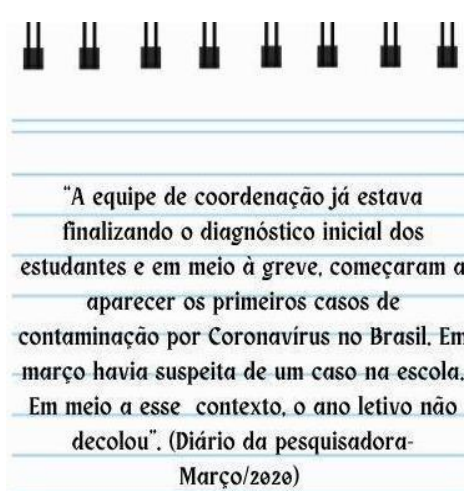 "A equipe de coordenação já estava
finalizando o diagnóstico inicial dos
estudantes e em meio à greve, começaram a
aparecer os primeiros casos de
contaminação por Coronavírus no Brasil. Em
março havia suspeita de um caso na escola.
Em meio a esse contexto, o ano letivo não
decolou". (Diário da pesquisadora-
Março/2020)